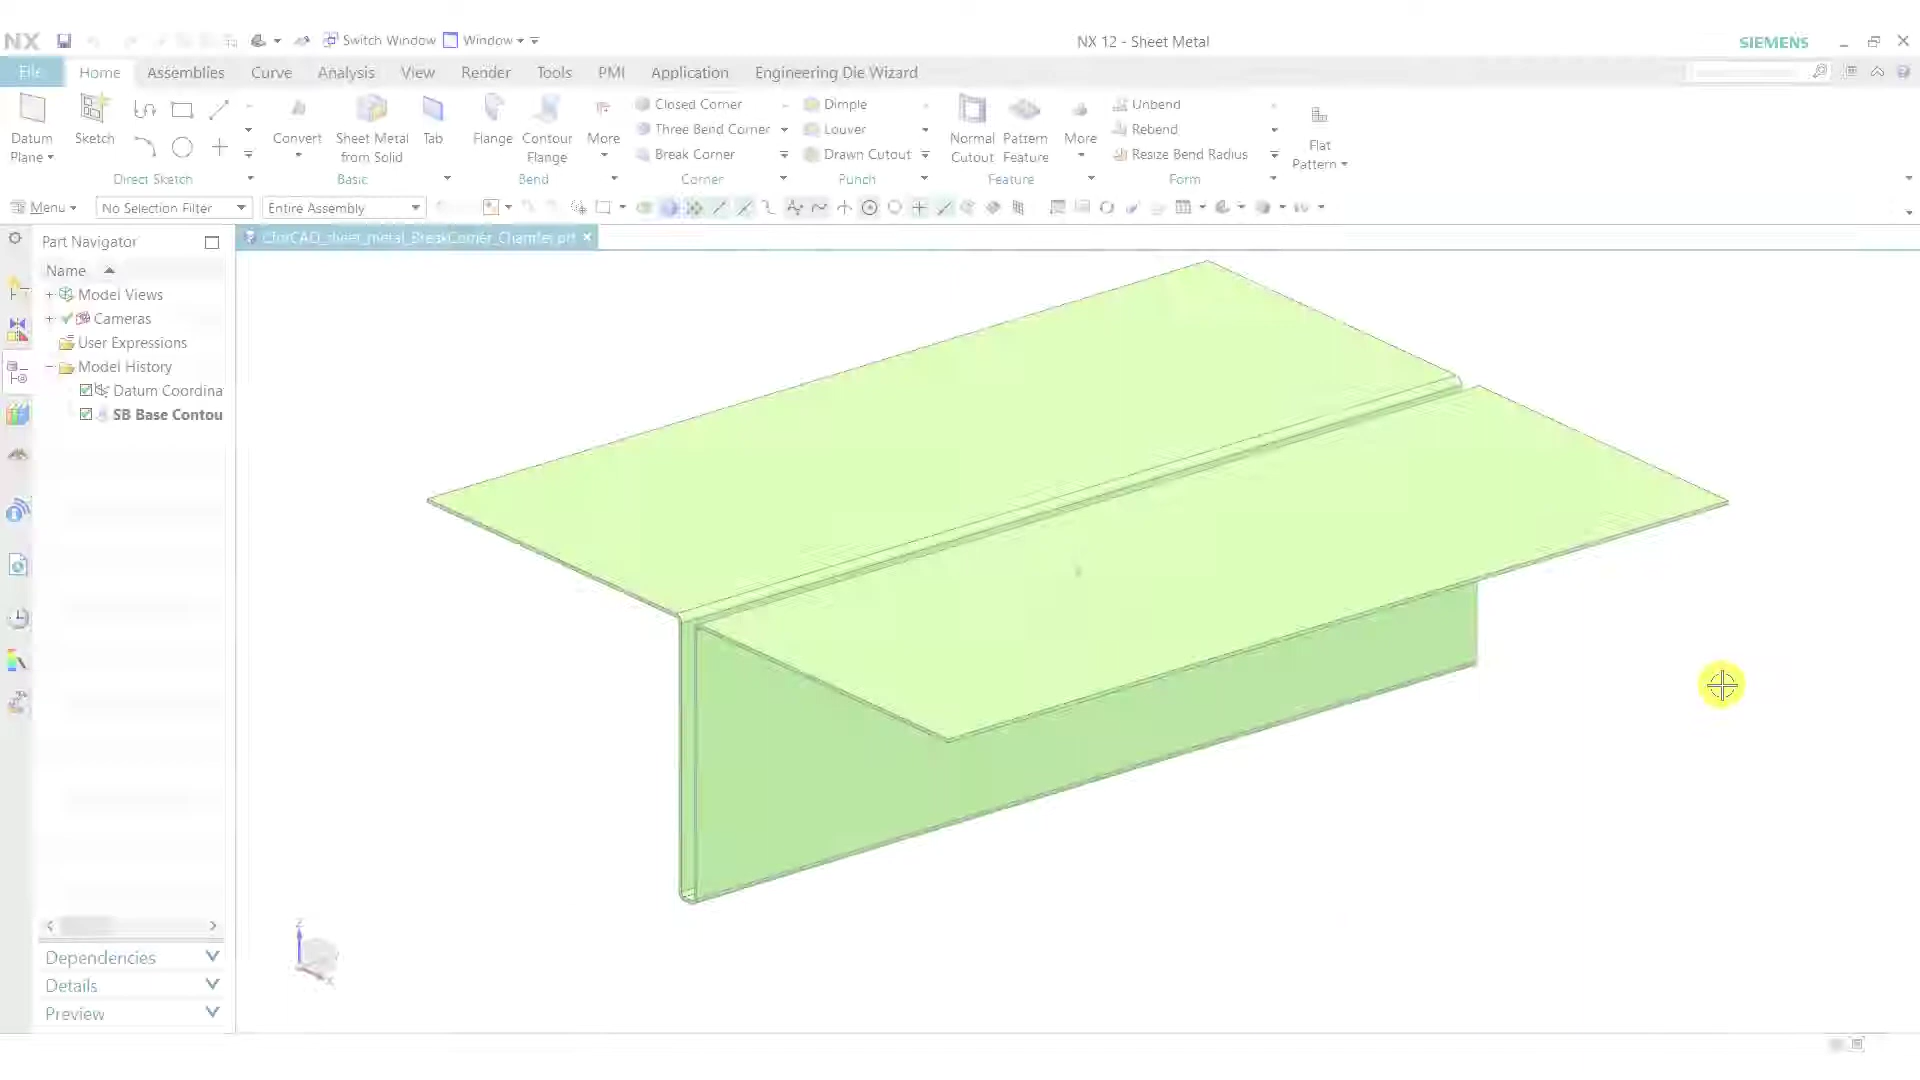 NX
Switch Window
Window
NX 12 - Sheet Metal
SIEMENS
File
Home
Assemblies
Curve
Analysis
View
Render
Tools
PMI
Application
Engineering Die Wizard
Datum Plane
Sketch
Direct Sketch
Convert
Sheet Metal from Solid
Tab
Basic
Flange
Contour Flange
More
Bend
Closed Corner
Three Bend Corner
Break Corner
Corner
Dimple
Louver
Drawn Cutout
Punch
Normal Cutout
Pattern Feature
More
Feature
Unbend
Rebend
Resize Bend Radius
Form
Flat Pattern
Menu
No Selection Filter
Entire Assembly
Part Navigator
CforCAD_sheet_metal_BreakCorner_Chamfer.prt
Name
Model Views
Cameras
User Expressions
Model History
Datum Coordina
SB Base Contou
Dependencies
Details
Preview
Z
X